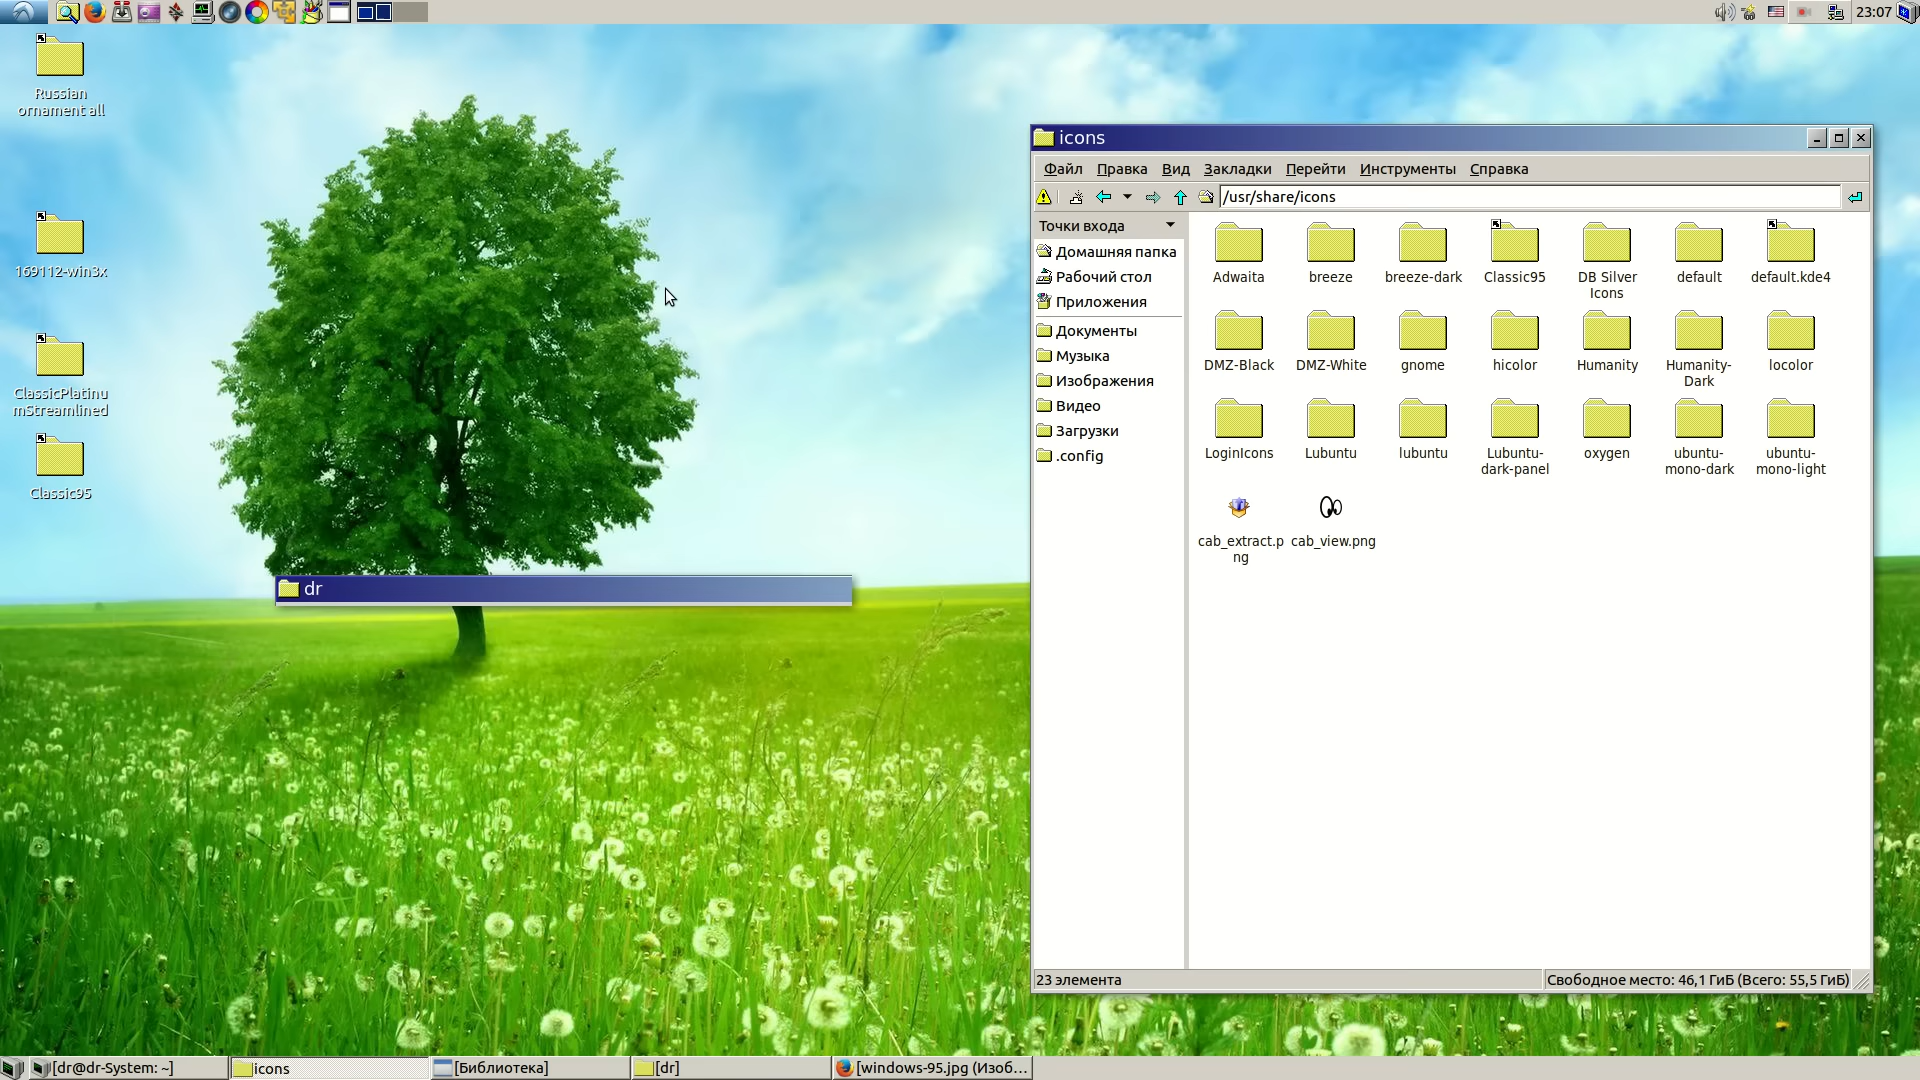 23:07
Russian
ornament all
169112-win3x
ClassicPlatinu
mStreamlined
Classic95
dr
icons
Файл Правка Вид Закладки Перейти Инструменты Справка
/usr/share/icons
Точки входа
Домашняя папка
Рабочий стол
Приложения
Документы
Музыка
Изображения
Видео
Загрузки
.config
Adwaita
breeze
breeze-dark
Classic95
DB Silver
Icons
default
default.kde4
DMZ-Black
DMZ-White
gnome
hicolor
Humanity
Humanity-
Dark
locolor
LoginIcons
Lubuntu
lubuntu
Lubuntu-
dark-panel
oxygen
ubuntu-
mono-dark
ubuntu-
mono-light
cab_extract.p
ng
cab_view.png
23 элемента
Свободное место: 46,1 ГиБ (Всего: 55,5 ГиБ)
[dr@dr-System: ~]
icons
[Библиотека]
[dr]
[windows-95.jpg (Изоб...